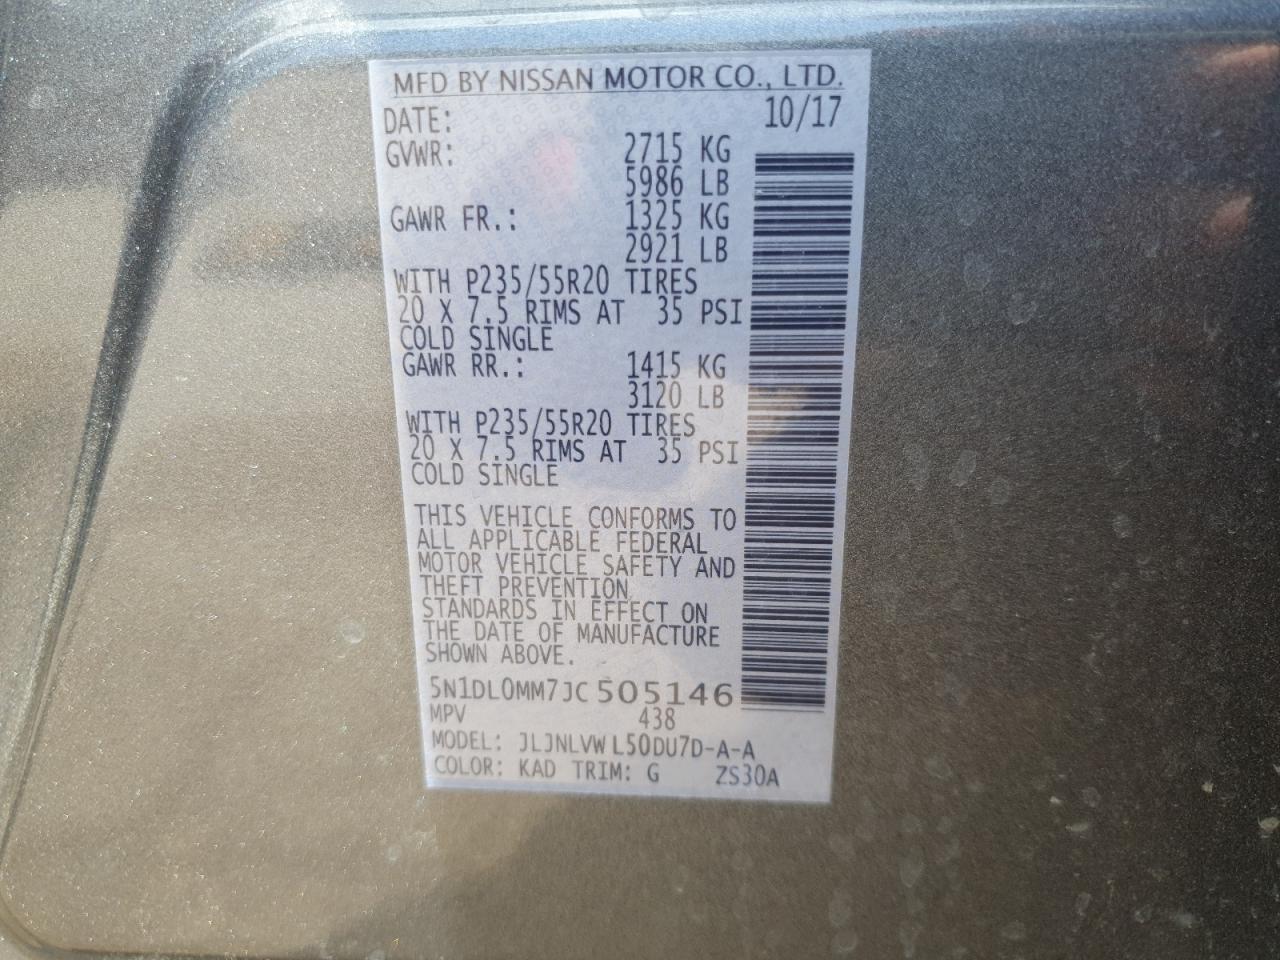 MFD BY NISSAN MOTOR CO., LTD.
DATE: 10/17
GVWR: 2715 KG
5986 LB
GAWR FR.: 1325 KG
2921 LB
WITH P235/55R20 TIRES
20 X 7.5 RIMS AT 35 PSI
COLD SINGLE
GAWR RR.: 1415 KG
3120 LB
WITH P235/55R20 TIRES
20 X 7.5 RIMS AT 35 PSI
COLD SINGLE
THIS VEHICLE CONFORMS TO
ALL APPLICABLE FEDERAL
MOTOR VEHICLE SAFETY AND
THEFT PREVENTION
STANDARDS IN EFFECT ON
THE DATE OF MANUFACTURE
SHOWN ABOVE.
5N1DL0MM7JC505146
MPV 438
MODEL: JLJNLVW L50DU7D-A-A
COLOR: KAD TRIM: G ZS30A